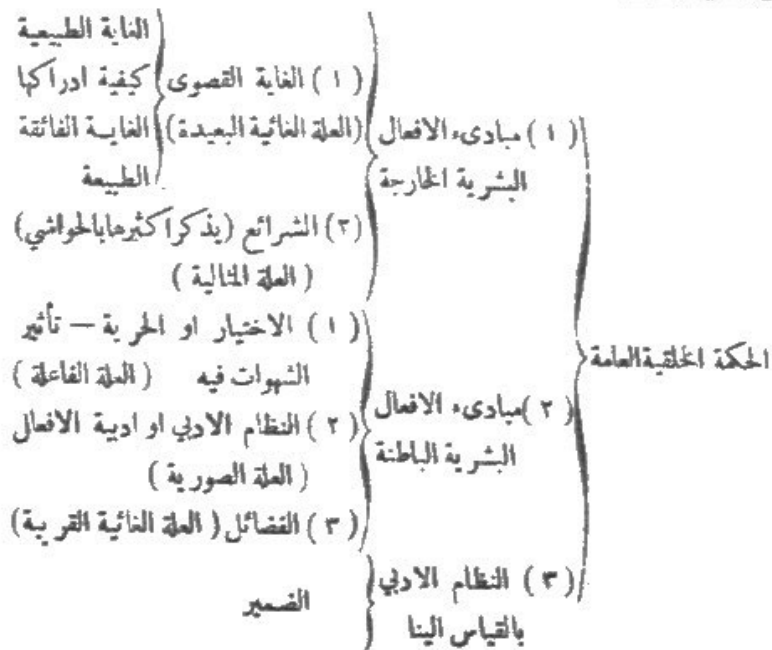 الحكمة الخلقية العامة
( ١ ) مبادىء الافعال
البشرية الخارجة
( ١ ) الغاية القصوى
(العلة الغائية البعيدة)
الغاية الطبيعية
كيفية ادراكها
الغايـة الفائقة
الطبيعة
(٢) الشرائع (يذكر اكثرها بالحواشي)
( العلة المثالية )
( ٢ ) مبادىء الافعال
البشرية الباطنة
( ١ ) الاختيار او الحرية – تأثير
الشهوات فيه ( العلة الفاعلة )
( ٢ ) النظام الادبي او ادبية الافعال
( العلة الصورية )
( ٣ ) الفضائل ( العلة الغائية القريبة)
( ٣ ) النظام الادبي
بالقياس الينا
الضمير